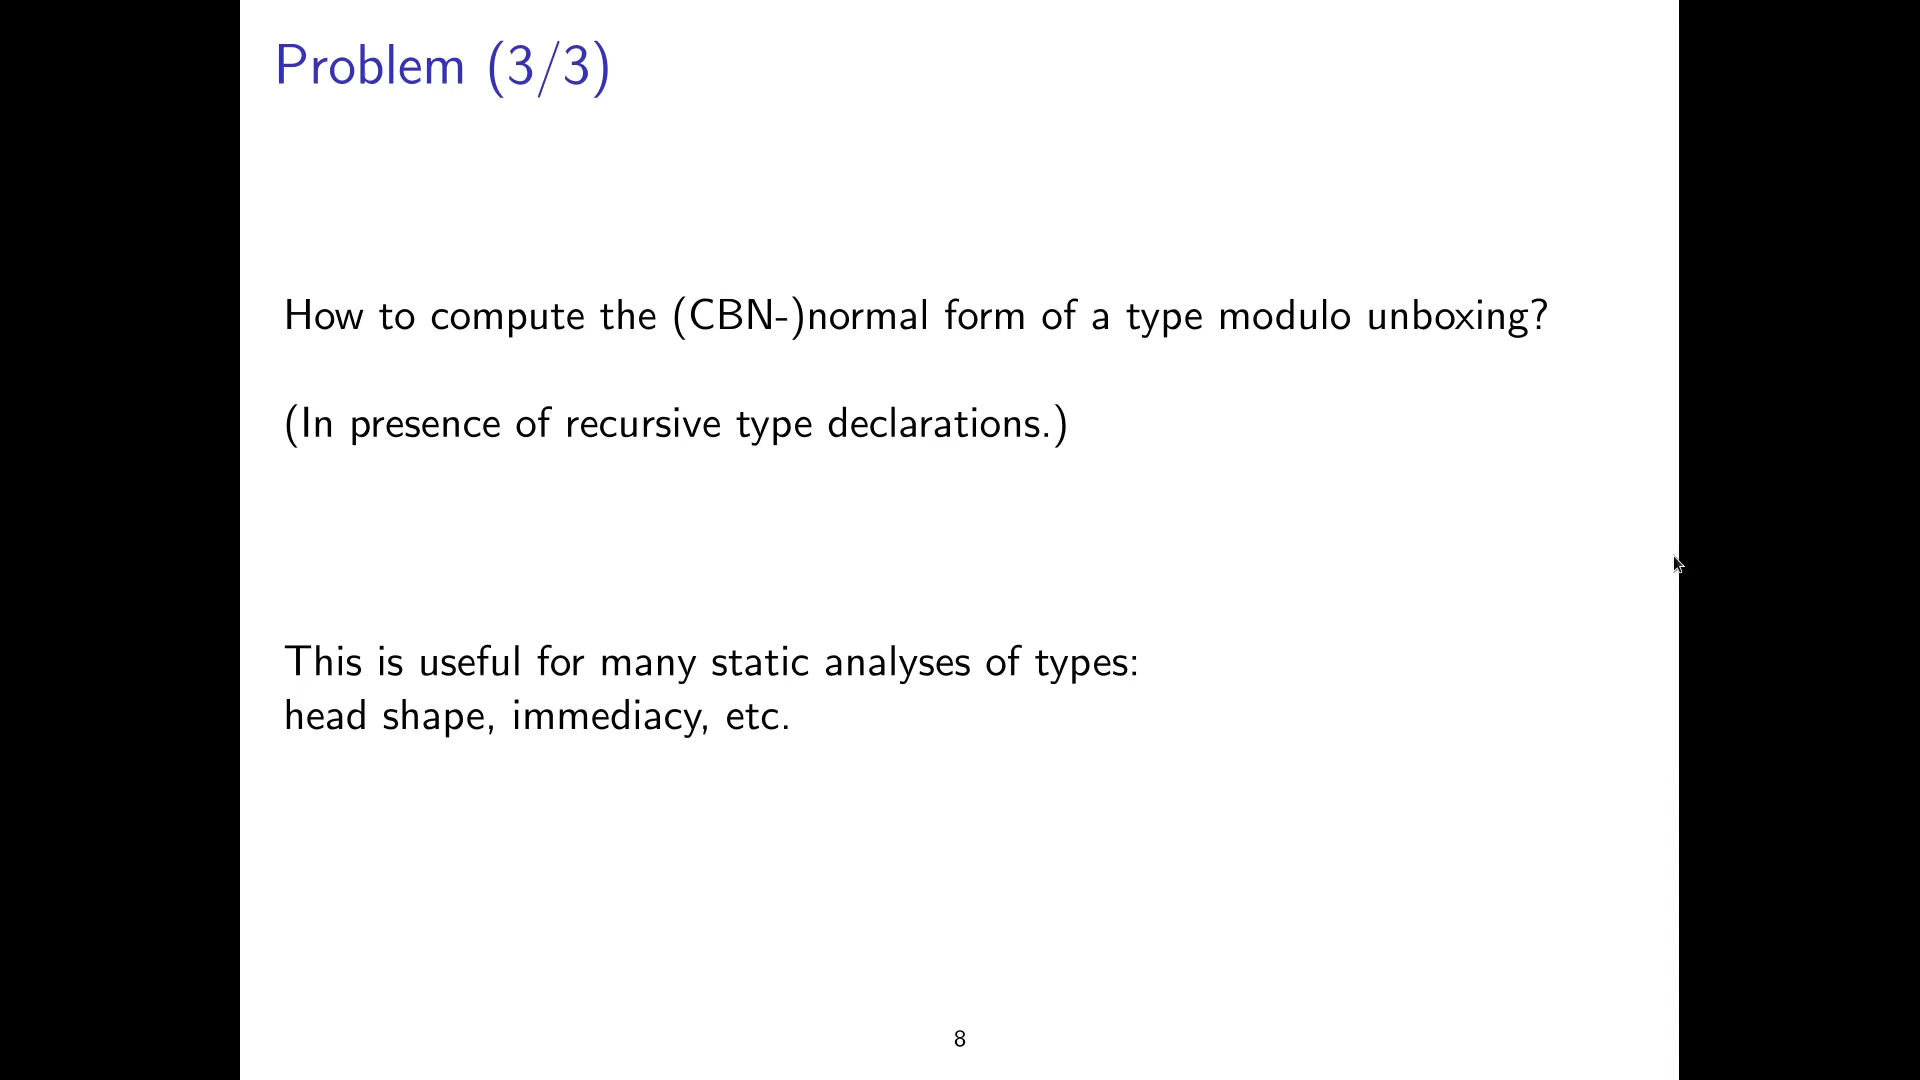 Problem (3/3)
How to compute the (CBN-)normal form of a type modulo unboxing?
(In presence of recursive type declarations.)
This is useful for many static analyses of types:
head shape, immediacy, etc.
8